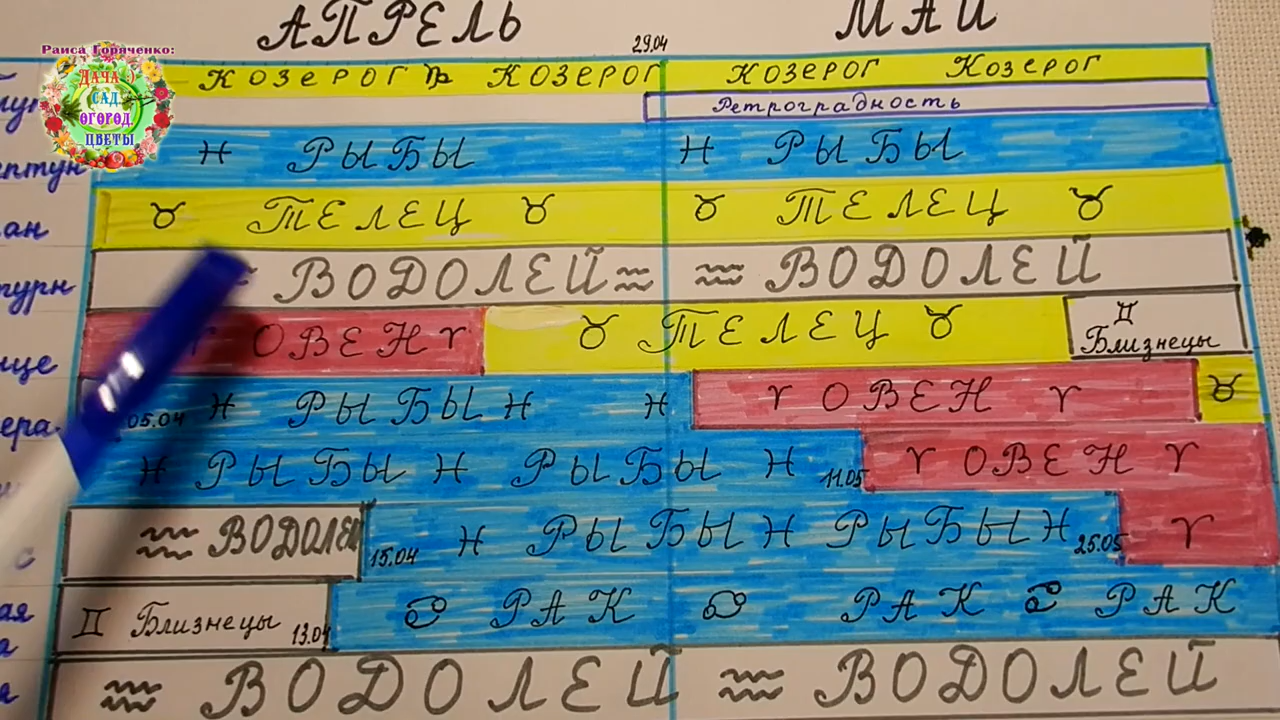 АПРЕЛЬ МАЙ
29.04
Раиса Горяченко:
ДАЧА :)
САД,
ОГОРОД,
ЦВЕТЫ
КОЗЕРОГ ♑ КОЗЕРОГ КОЗЕРОГ КОЗЕРОГ
Ретроградность
♓ РЫБЫ ♓ РЫБЫ
♉ ТЕЛЕЦ ♉ ♉ ТЕЛЕЦ ♉
ВОДОЛЕЙ ♒ ♒ ВОДОЛЕЙ
ОВЕН ♈ ♉ ТЕЛЕЦ ♉ ♊ Близнецы
05.04 ♓ РЫБЫ ♓ ♓ ♈ ОВЕН ♈ ♉
♓ РЫБЫ ♓ РЫБЫ ♓ 11.05 ♈ ОВЕН ♈
♒ ВОДОЛЕЙ 15.04 ♓ РЫБЫ ♓ РЫБЫ ♓ 25.05 ♈
♊ Близнецы 13.04 ♋ РАК ♋ РАК ♋ РАК
♒ ВОДОЛЕЙ ♒ ВОДОЛЕЙ